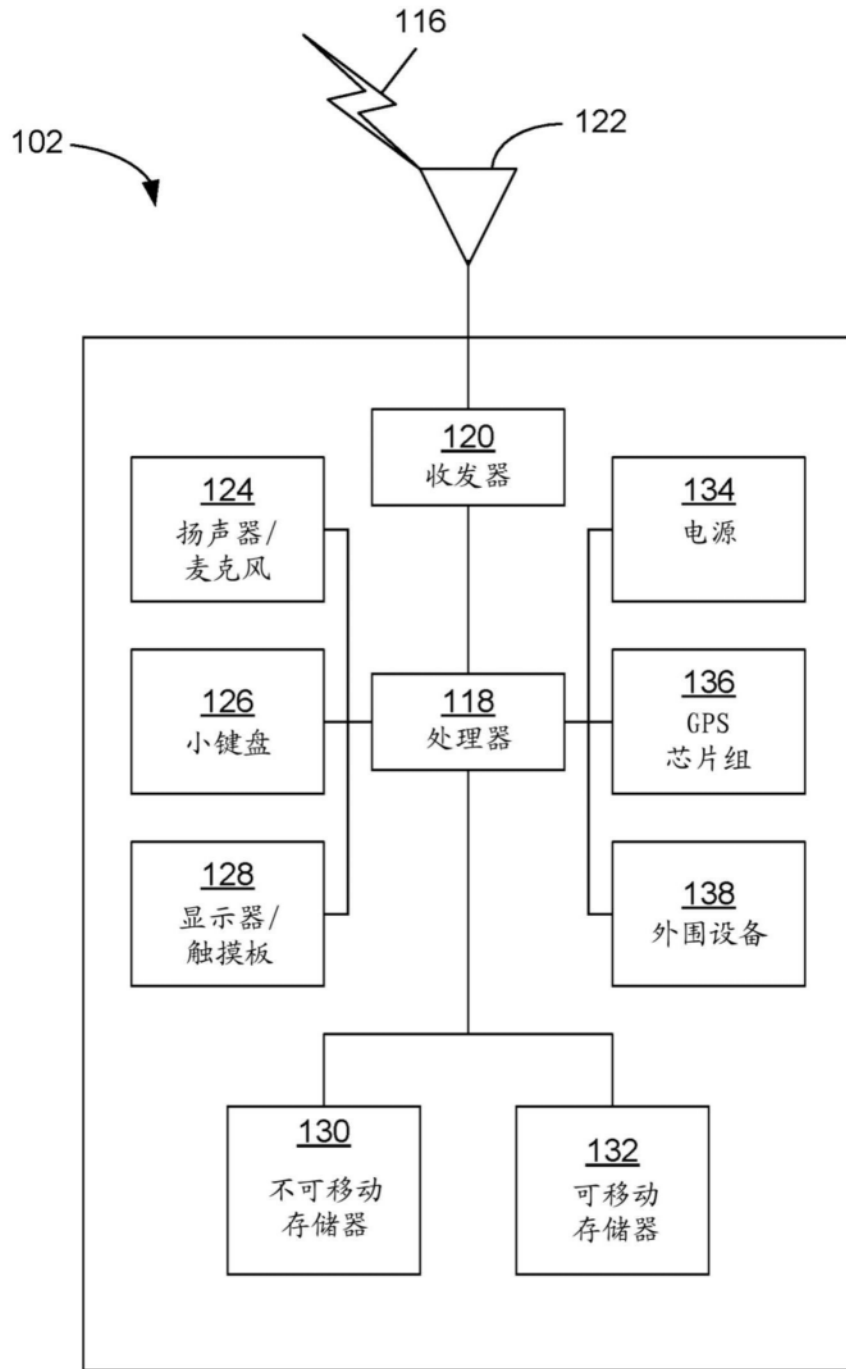 116
122
102
120
收发器
124
扬声器/
麦克风
134
电源
126
小键盘
118
处理器
136
GPS
芯片组
128
显示器/
触摸板
138
外围设备
130
不可移动
存储器
132
可移动
存储器